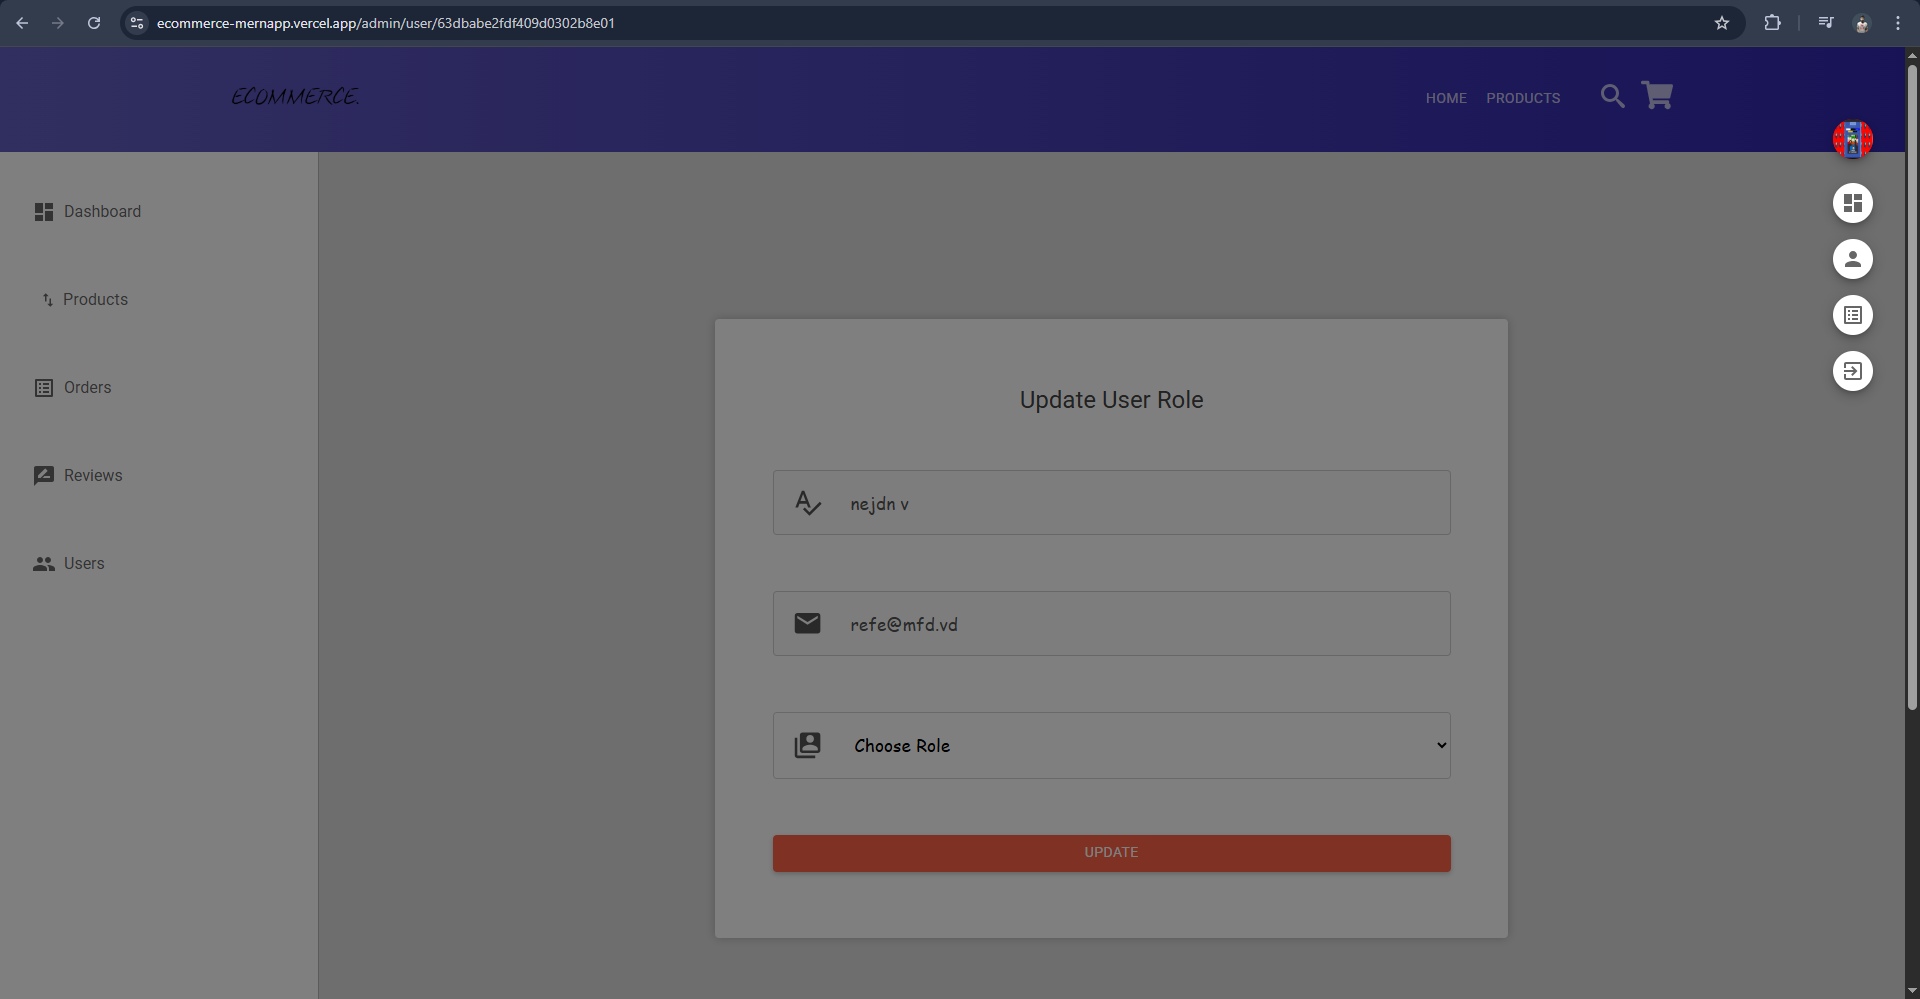 ecommerce-mernapp.vercel.app/admin/user/63dbabe2fdf409d0302b8e01
ECOMMERCE.
HOME
PRODUCTS
Dashboard
Products
Orders
Reviews
Users
Update User Role
nejdn v
refe@mfd.vd
Choose Role
UPDATE